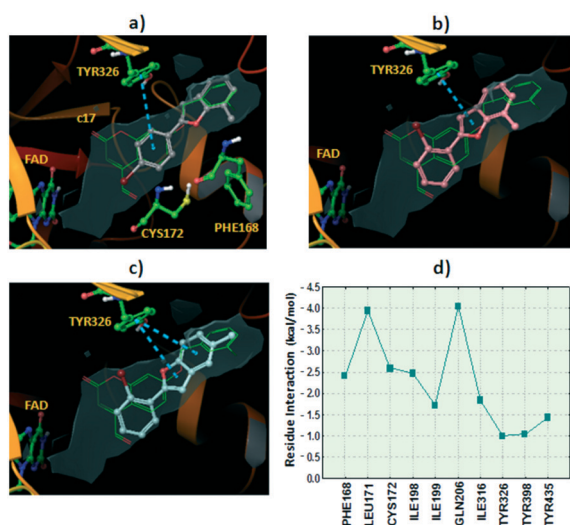 a)
TYR326
c17
FAD
CYS172
PHE168
b)
TYR326
FAD
c)
TYR326
FAD
d)
Residue Interaction (kcal/mol)
- 4.5
- 4.0
- 3.5
- 3.0
- 2.5
- 2.0
- 1.5
- 1.0
- 0.5
0.0
PHE168
LEU171
CYS172
ILE198
ILE199
GLN206
ILE316
TYR326
TYR398
TYR435